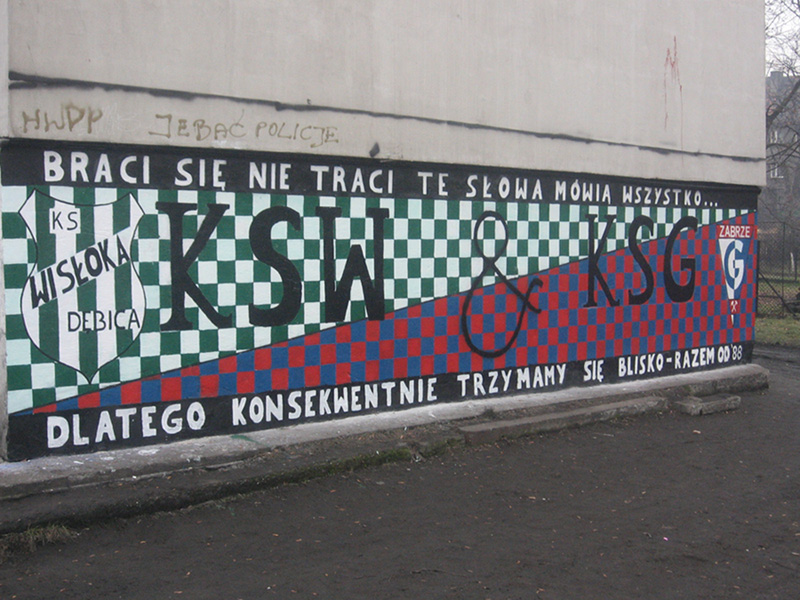 HWDP JEBAĆ POLICJE
BRACI SIĘ NIE TRACI TE SŁOWA MÓWIĄ WSZYSTKO...
KS
WISŁOKA
DEBICA
KSW & KSG
ZABRZE
G
DLATEGO KONSEKWENTNIE TRZYMAMY SIĘ BLISKO-RAZEM OD '88